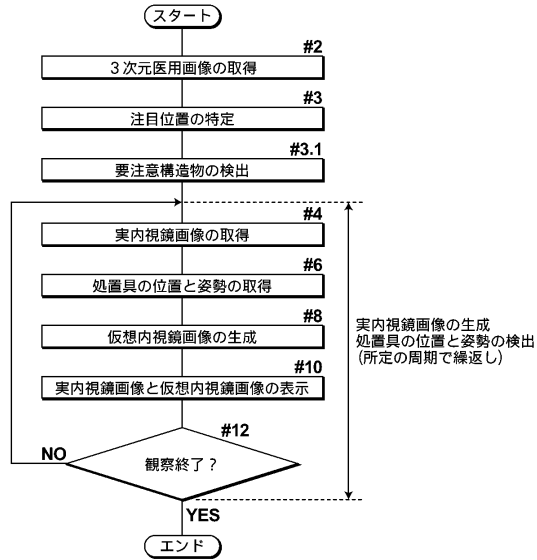 スタート
#2
３次元医用画像の取得
#3
注目位置の特定
#3.1
要注意構造物の検出
#4
実内視鏡画像の取得
#6
処置具の位置と姿勢の取得
#8
仮想内視鏡画像の生成
#10
実内視鏡画像と仮想内視鏡画像の表示
実内視鏡画像の生成
処置具の位置と姿勢の検出
(所定の周期で繰返し)
#12
観察終了？
NO
YES
エンド